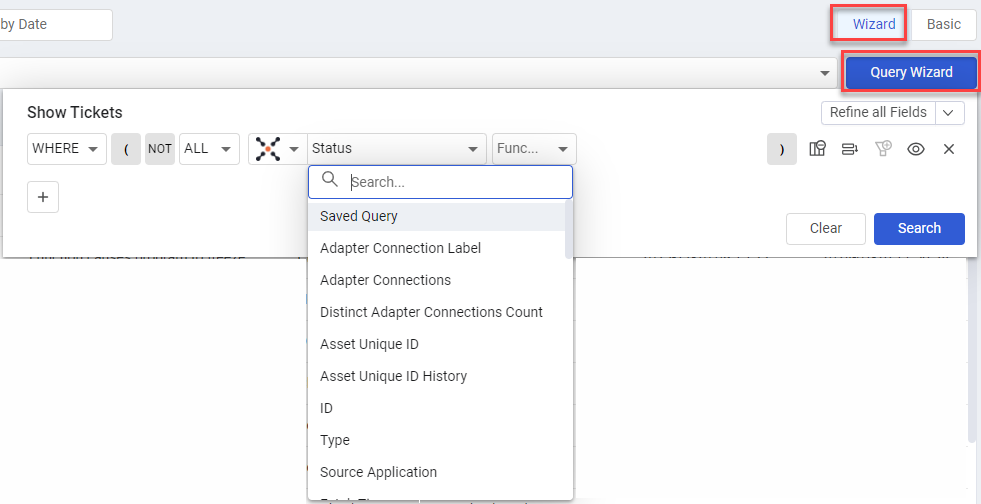 by Date
Wizard
Basic
Query Wizard
Show Tickets
Refine all Fields
WHERE ( NOT ALL Status Func... )
Search...
+
Saved Query
Clear
Search
Adapter Connection Label
Adapter Connections
Distinct Adapter Connections Count
Asset Unique ID
Asset Unique ID History
ID
Type
Source Application